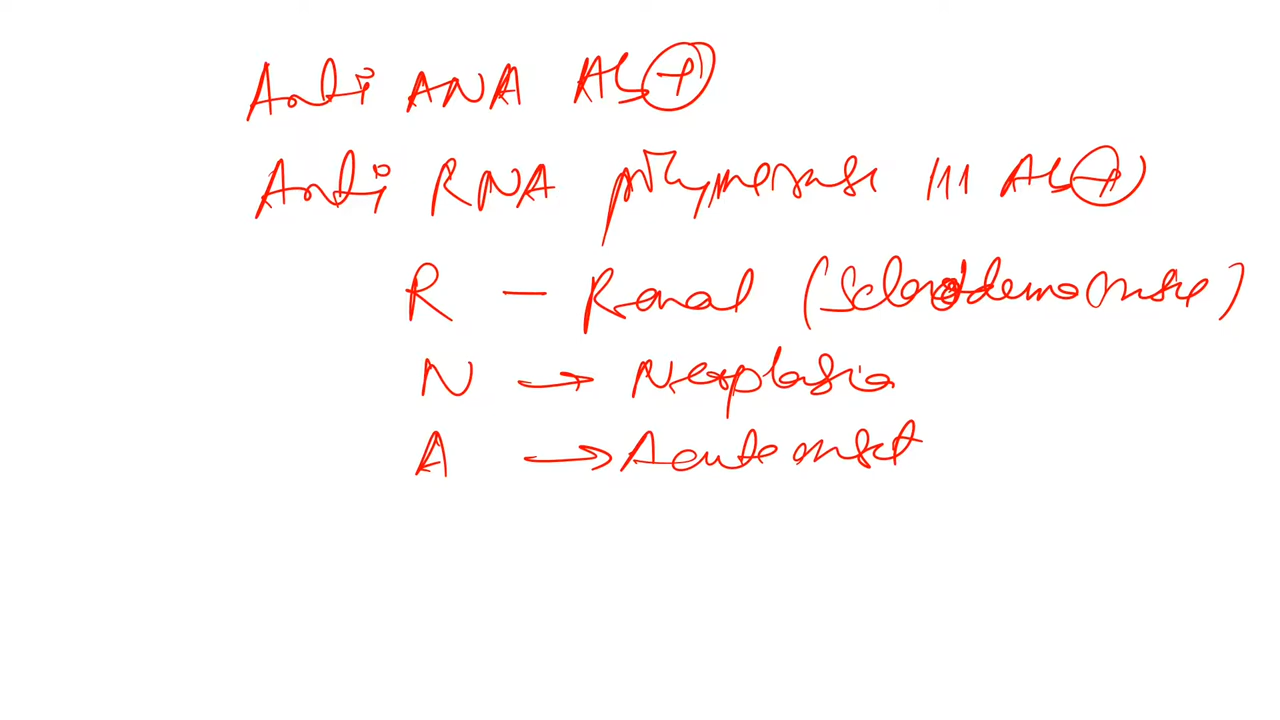 Anti ANA Ab +
Anti RNA polymerase III Ab +
R – Renal (Scleroderma crisis)
N → Neoplasia
A → Acute onset